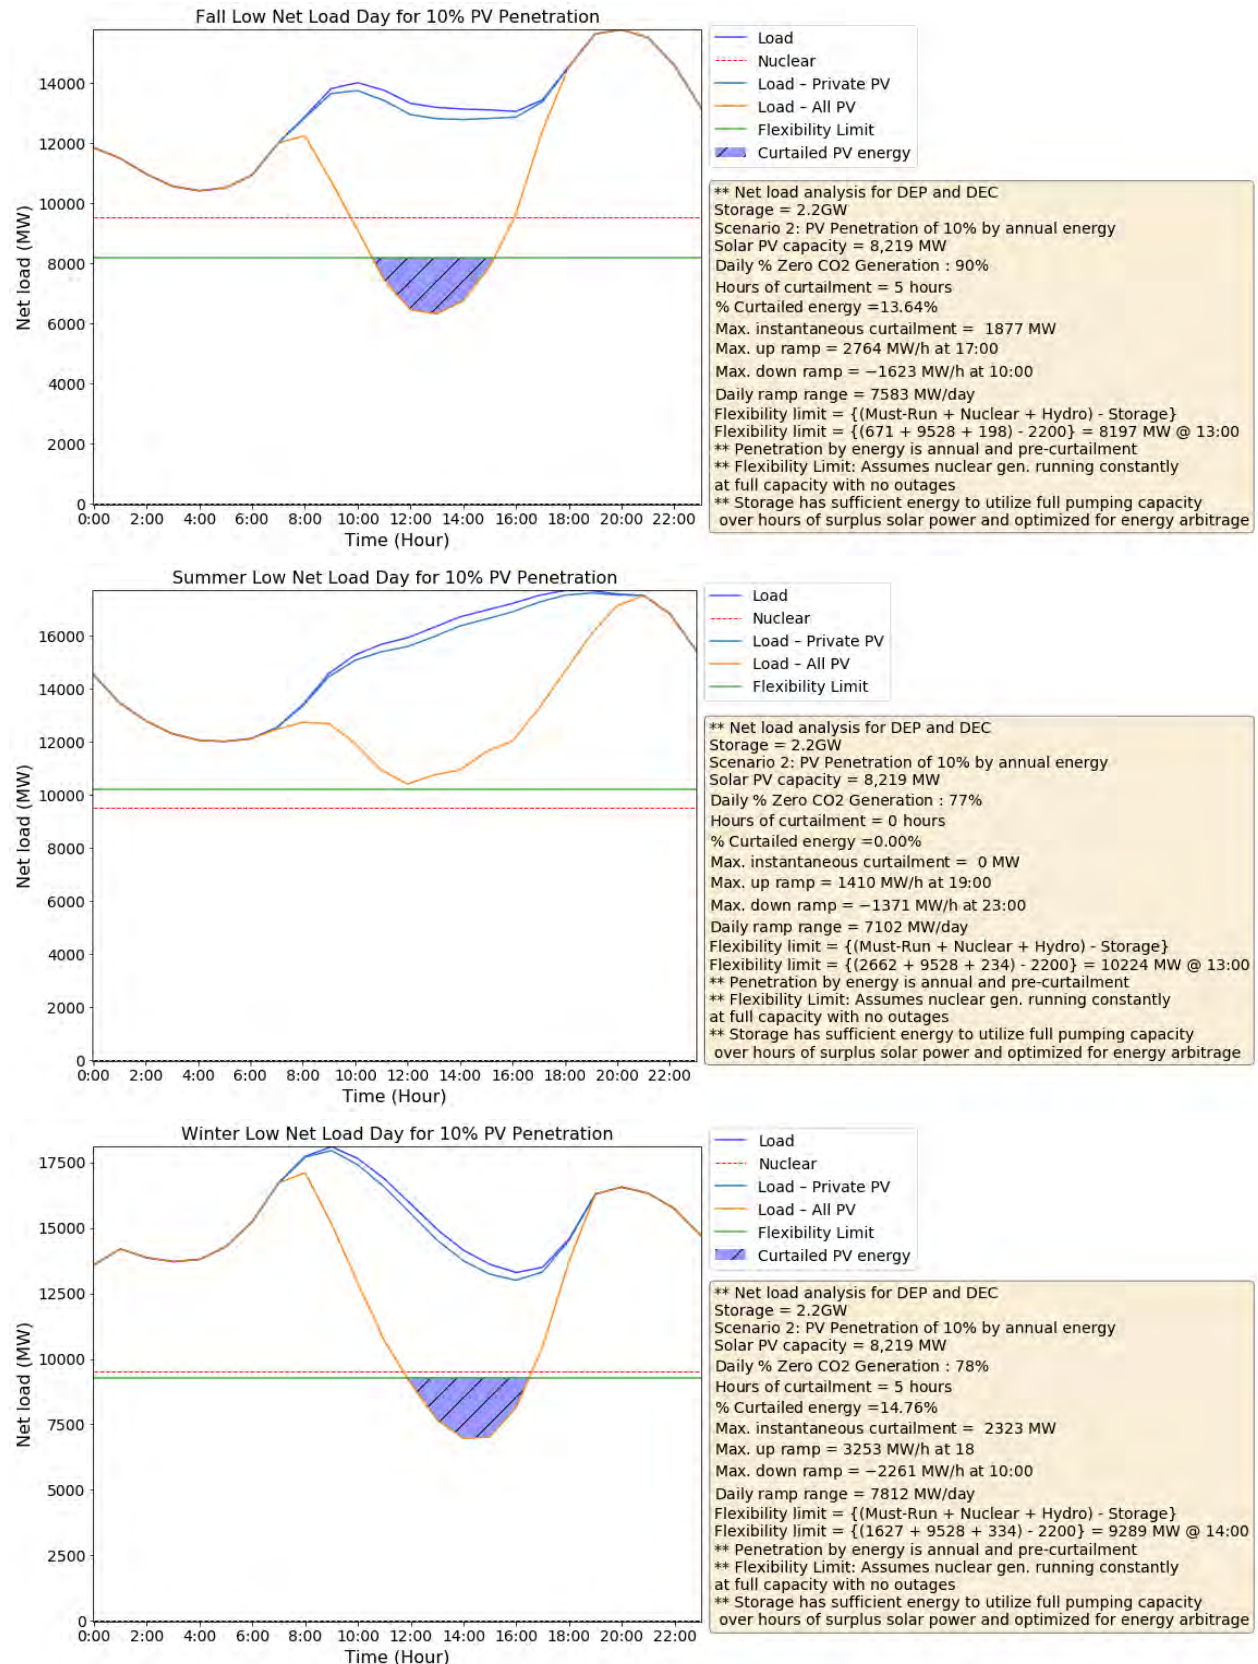 Fall Low Net Load Day for 10% PV Penetration
Net load (MW)
14000
12000
10000
8000
6000
4000
2000
0
0:00 2:00 4:00 6:00 8:00 10:00 12:00 14:00 16:00 18:00 20:00 22:00
Time (Hour)
Load
Nuclear
Load – Private PV
Load – All PV
Flexibility Limit
Curtailed PV energy
** Net load analysis for DEP and DEC
Storage = 2.2GW
Scenario 2: PV Penetration of 10% by annual energy
Solar PV capacity = 8,219 MW
Daily % Zero CO2 Generation : 90%
Hours of curtailment = 5 hours
% Curtailed energy =13.64%
Max. instantaneous curtailment =  1877 MW
Max. up ramp = 2764 MW/h at 17:00
Max. down ramp = −1623 MW/h at 10:00
Daily ramp range = 7583 MW/day
Flexibility limit = {(Must-Run + Nuclear + Hydro) - Storage}
Flexibility limit = {(671 + 9528 + 198) - 2200} = 8197 MW @ 13:00
** Penetration by energy is annual and pre-curtailment
** Flexibility Limit: Assumes nuclear gen. running constantly
at full capacity with no outages
** Storage has sufficient energy to utilize full pumping capacity
over hours of surplus solar power and optimized for energy arbitrage
Summer Low Net Load Day for 10% PV Penetration
Net load (MW)
16000
14000
12000
10000
8000
6000
4000
2000
0
0:00 2:00 4:00 6:00 8:00 10:00 12:00 14:00 16:00 18:00 20:00 22:00
Time (Hour)
Load
Nuclear
Load – Private PV
Load – All PV
Flexibility Limit
** Net load analysis for DEP and DEC
Storage = 2.2GW
Scenario 2: PV Penetration of 10% by annual energy
Solar PV capacity = 8,219 MW
Daily % Zero CO2 Generation : 77%
Hours of curtailment = 0 hours
% Curtailed energy =0.00%
Max. instantaneous curtailment =  0 MW
Max. up ramp = 1410 MW/h at 19:00
Max. down ramp = −1371 MW/h at 23:00
Daily ramp range = 7102 MW/day
Flexibility limit = {(Must-Run + Nuclear + Hydro) - Storage}
Flexibility limit = {(2662 + 9528 + 234) - 2200} = 10224 MW @ 13:00
** Penetration by energy is annual and pre-curtailment
** Flexibility Limit: Assumes nuclear gen. running constantly
at full capacity with no outages
** Storage has sufficient energy to utilize full pumping capacity
over hours of surplus solar power and optimized for energy arbitrage
Winter Low Net Load Day for 10% PV Penetration
Net load (MW)
17500
15000
12500
10000
7500
5000
2500
0
0:00 2:00 4:00 6:00 8:00 10:00 12:00 14:00 16:00 18:00 20:00 22:00
Time (Hour)
Load
Nuclear
Load – Private PV
Load – All PV
Flexibility Limit
Curtailed PV energy
** Net load analysis for DEP and DEC
Storage = 2.2GW
Scenario 2: PV Penetration of 10% by annual energy
Solar PV capacity = 8,219 MW
Daily % Zero CO2 Generation : 78%
Hours of curtailment = 5 hours
% Curtailed energy =14.76%
Max. instantaneous curtailment =  2323 MW
Max. up ramp = 3253 MW/h at 18
Max. down ramp = −2261 MW/h at 10:00
Daily ramp range = 7812 MW/day
Flexibility limit = {(Must-Run + Nuclear + Hydro) - Storage}
Flexibility limit = {(1627 + 9528 + 334) - 2200} = 9289 MW @ 14:00
** Penetration by energy is annual and pre-curtailment
** Flexibility Limit: Assumes nuclear gen. running constantly
at full capacity with no outages
** Storage has sufficient energy to utilize full pumping capacity
over hours of surplus solar power and optimized for energy arbitrage